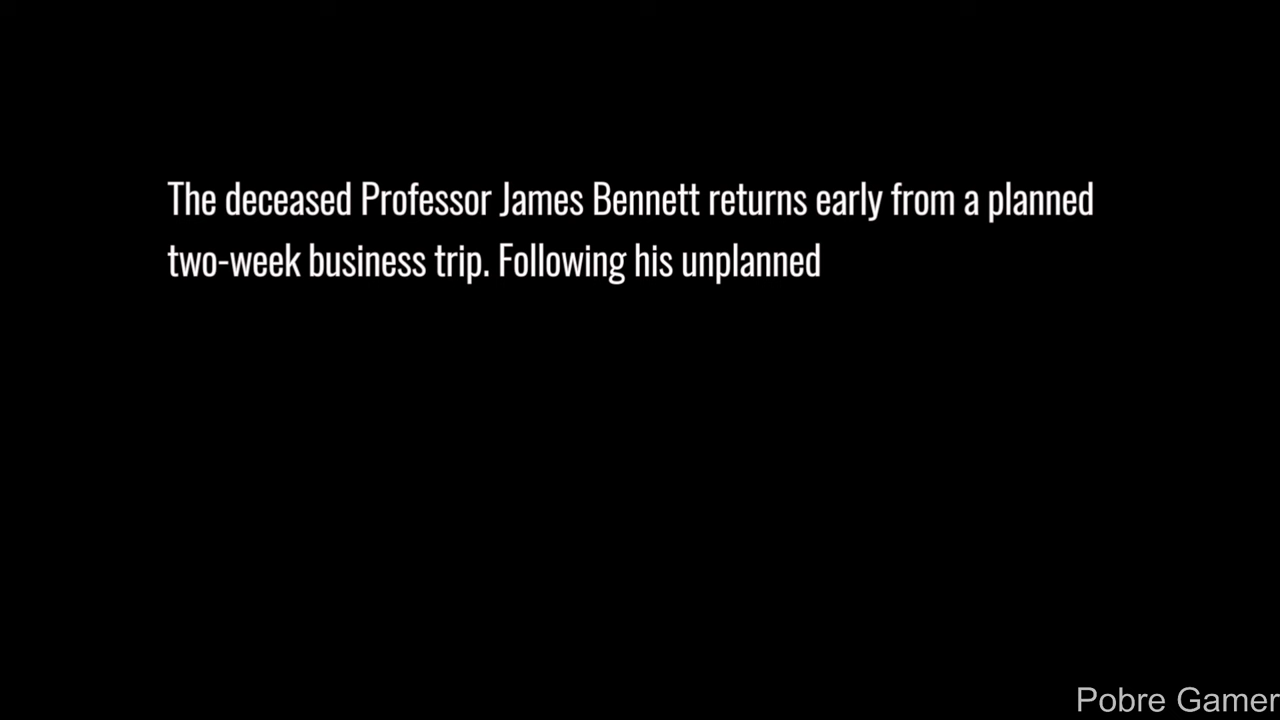 The deceased Professor James Bennett returns early from a planned
two-week business trip. Following his unplanned
Pobre Gamer